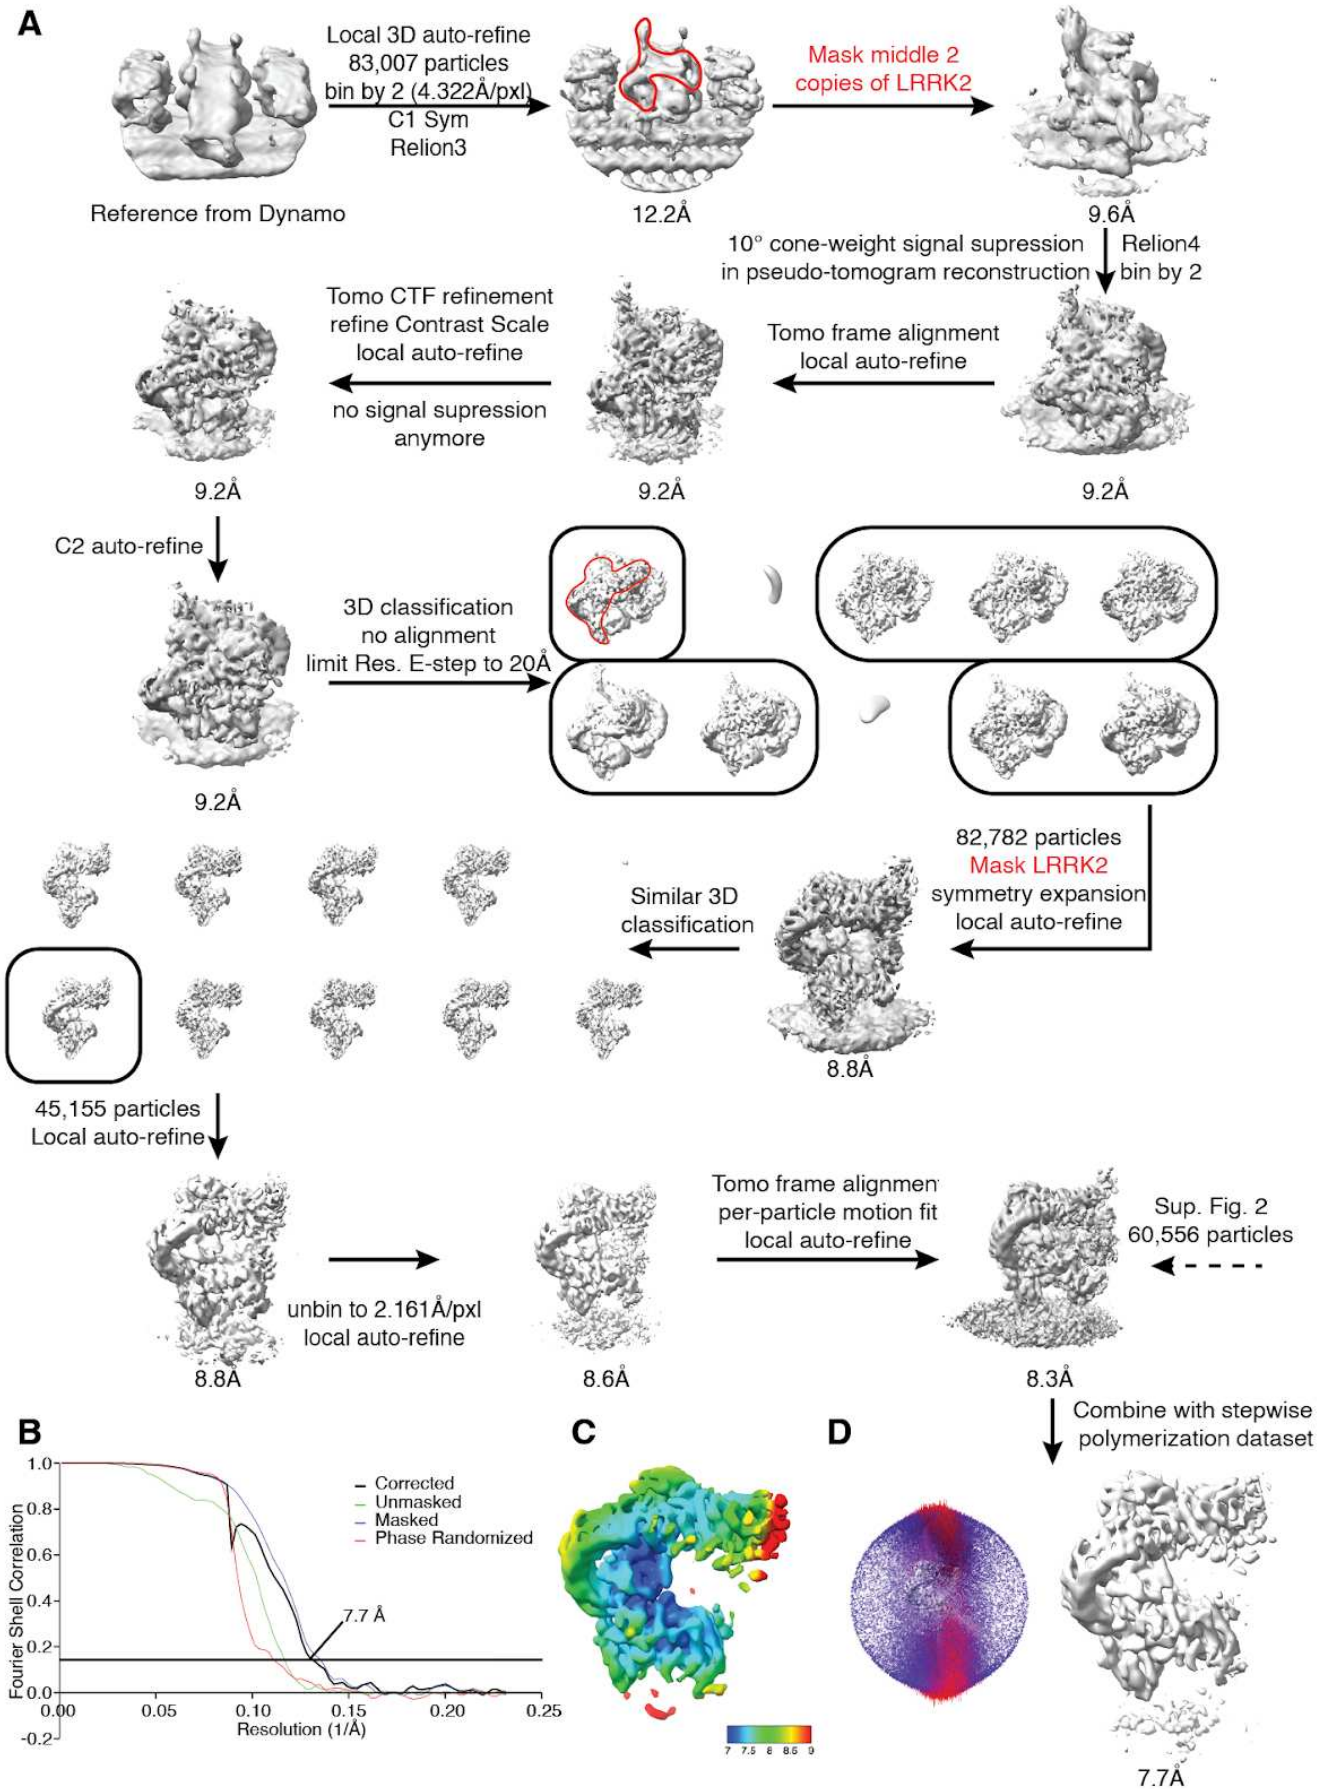 A
Local 3D auto-refine
83,007 particles
bin by 2 (4.322Å/pxl)
C1 Sym
Relion3
Mask middle 2
copies of LRRK2
Reference from Dynamo
12.2Å
9.6Å
10° cone-weight signal supression
in pseudo-tomogram reconstruction
Relion4
bin by 2
Tomo CTF refinement
refine Contrast Scale
local auto-refine
no signal supression
anymore
Tomo frame alignment
local auto-refine
9.2Å
9.2Å
9.2Å
C2 auto-refine
3D classification
no alignment
limit Res. E-step to 20Å
9.2Å
82,782 particles
Mask LRRK2
symmetry expansion
local auto-refine
Similar 3D
classification
8.8Å
45,155 particles
Local auto-refine
unbin to 2.161Å/pxl
local auto-refine
Tomo frame alignmen
per-particle motion fit
local auto-refine
Sup. Fig. 2
60,556 particles
8.8Å
8.6Å
8.3Å
Combine with stepwise
polymerization dataset
B
Fourier Shell Correlation
1.0
0.8
0.6
0.4
0.2
0.0
-0.2
Corrected
Unmasked
Masked
Phase Randomized
7.7 Å
0.00
0.05
0.10
0.15
0.20
0.25
Resolution (1/Å)
C
7
7.5
8
8.5
9
D
7.7Å